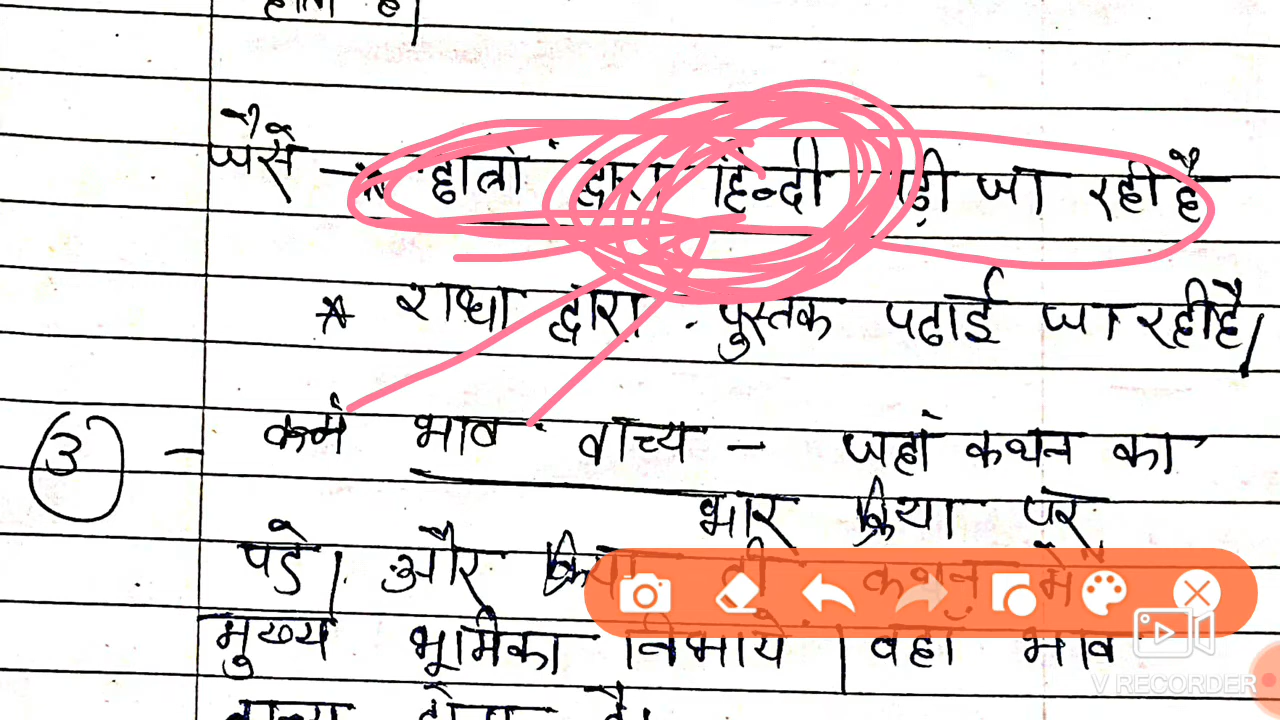 होता है।
जैसे - * छात्रों द्वारा हिन्दी पढ़ी जा रही है
* राधा द्वारा पुस्तक पढाई जा रही है।
3 - कर्म भाव वाच्य - जहां कथन का
भार क्रिया पर
पडे। और क्रिया ही कथन में
मुख्य भूमिका निभाये। वहां भाव
वाच्य होता है।
V RECORDER